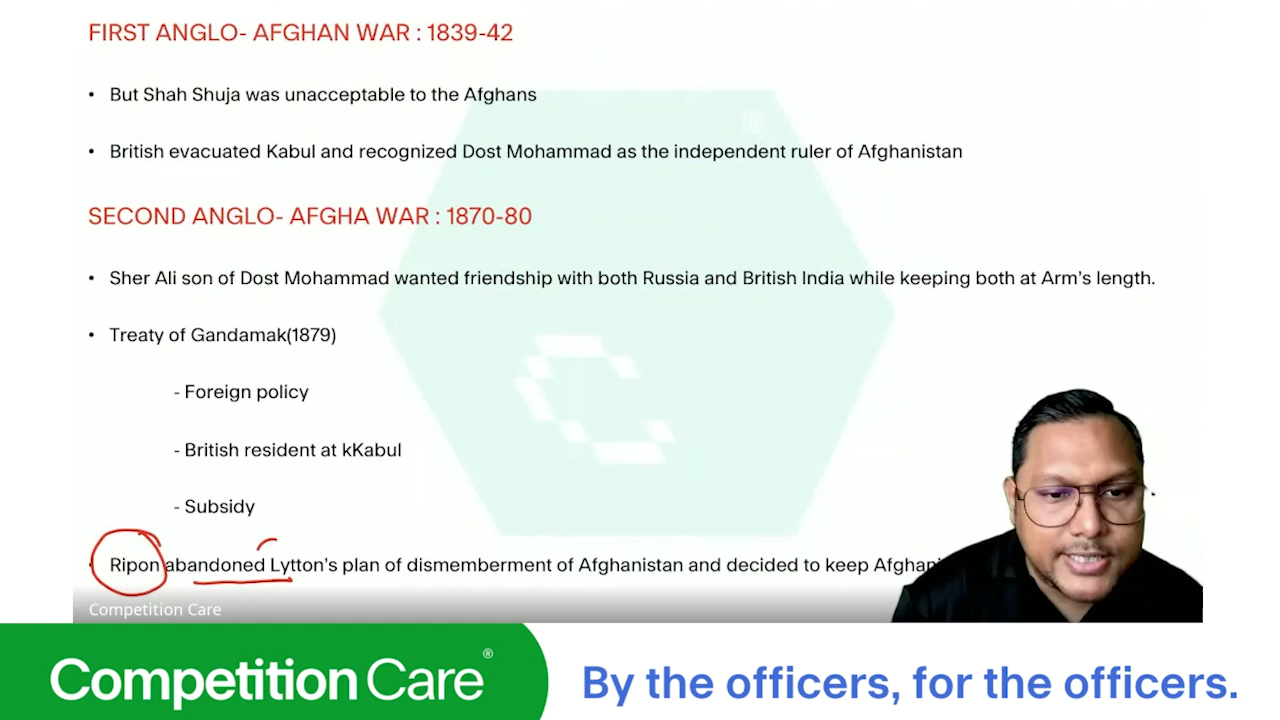 FIRST ANGLO- AFGHAN WAR : 1839-42
• But Shah Shuja was unacceptable to the Afghans
• British evacuated Kabul and recognized Dost Mohammad as the independent ruler of Afghanistan
SECOND ANGLO- AFGHA WAR : 1870-80
• Sher Ali son of Dost Mohammad wanted friendship with both Russia and British India while keeping both at Arm's length.
• Treaty of Gandamak(1879)
- Foreign policy
- British resident at kKabul
- Subsidy
• Ripon abandoned Lytton's plan of dismemberment of Afghanistan and decided to keep
Competition Care
Competition Care®
By the officers, for the officers.